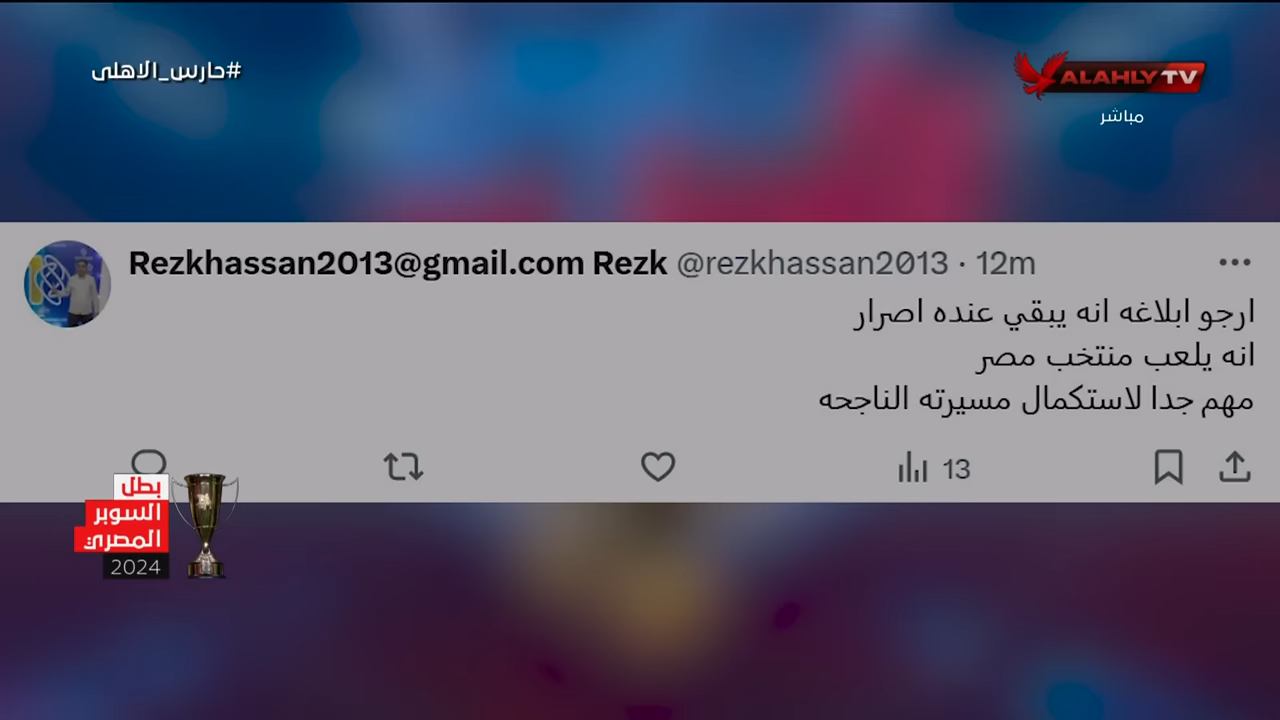 #حارس_الاهلى
ALAHLY TV
مباشر
Rezkhassan2013@gmail.com Rezk @rezkhassan2013 · 12m
ارجو ابلاغه انه يبقي عنده اصرار
انه يلعب منتخب مصر
مهم جدا لاستكمال مسيرته الناجحه
13
بطل
السوبر
المصري
2024